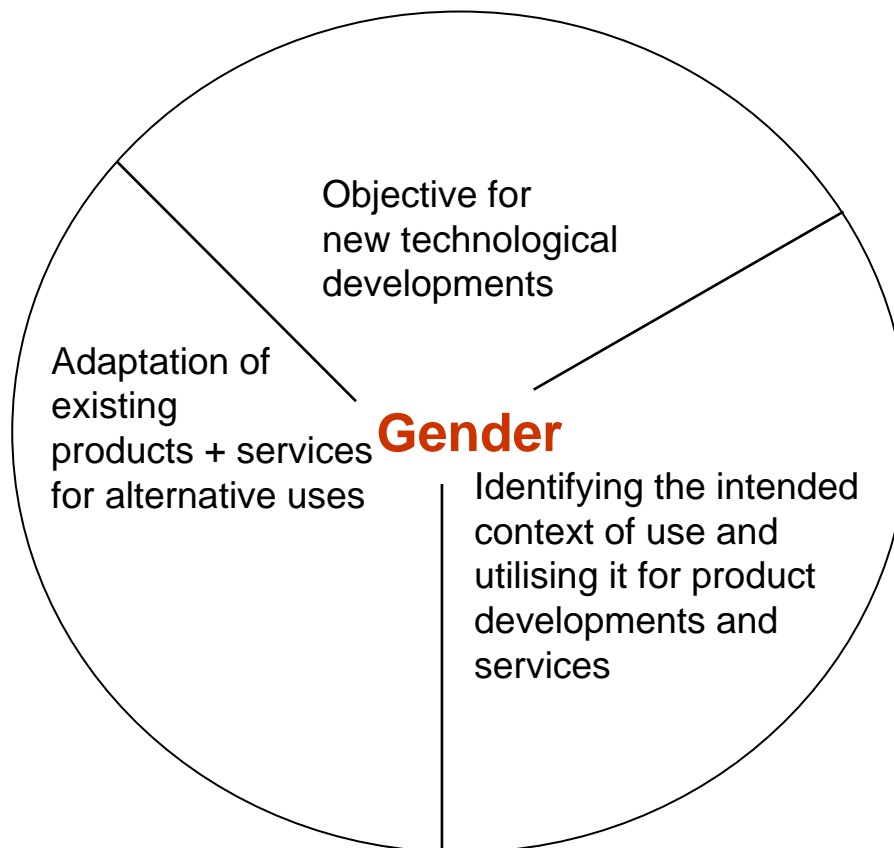 Objective for
new technological
developments
Adaptation of
existing
products + services
for alternative uses
Gender
Identifying the intended
context of use and
utilising it for product
developments and
services